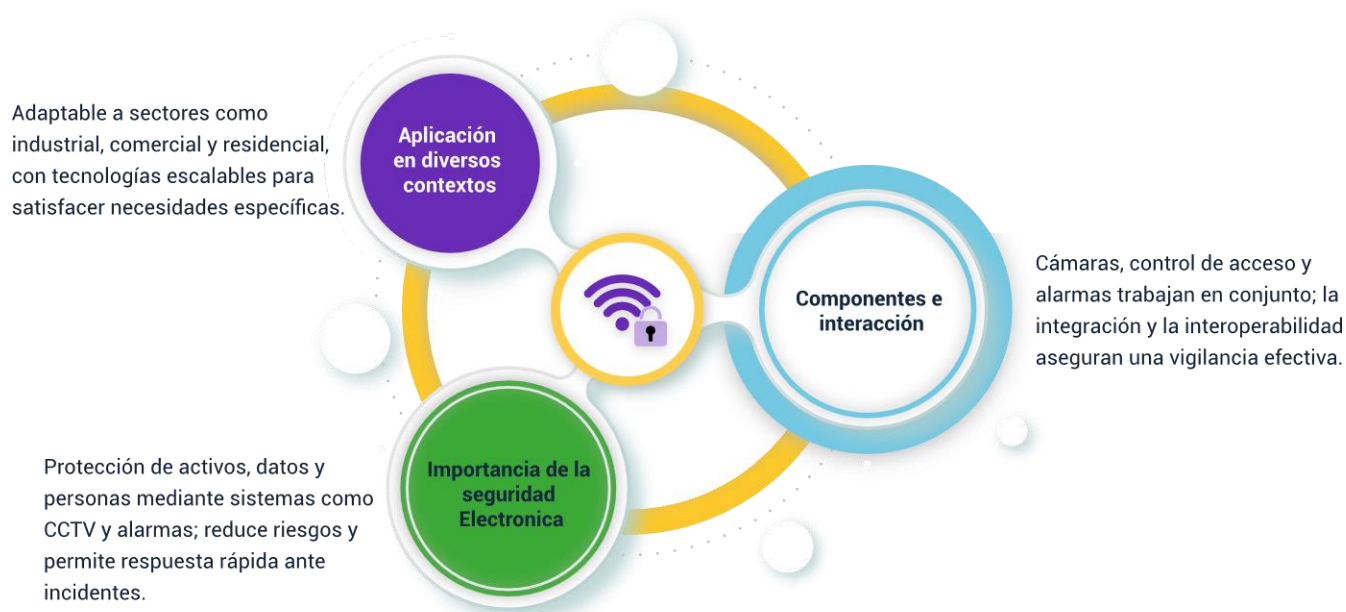 Adaptable a sectores como
industrial, comercial y residencial,
con tecnologías escalables para
satisfacer necesidades específicas.
Aplicación
en diversos
contextos
Componentes e
interacción
Cámaras, control de acceso y
alarmas trabajan en conjunto; la
integración y la interoperabilidad
aseguran una vigilancia efectiva.
Protección de activos, datos y
personas mediante sistemas como
CCTV y alarmas; reduce riesgos y
permite respuesta rápida ante
incidentes.
Importancia de la
seguridad
Electronica